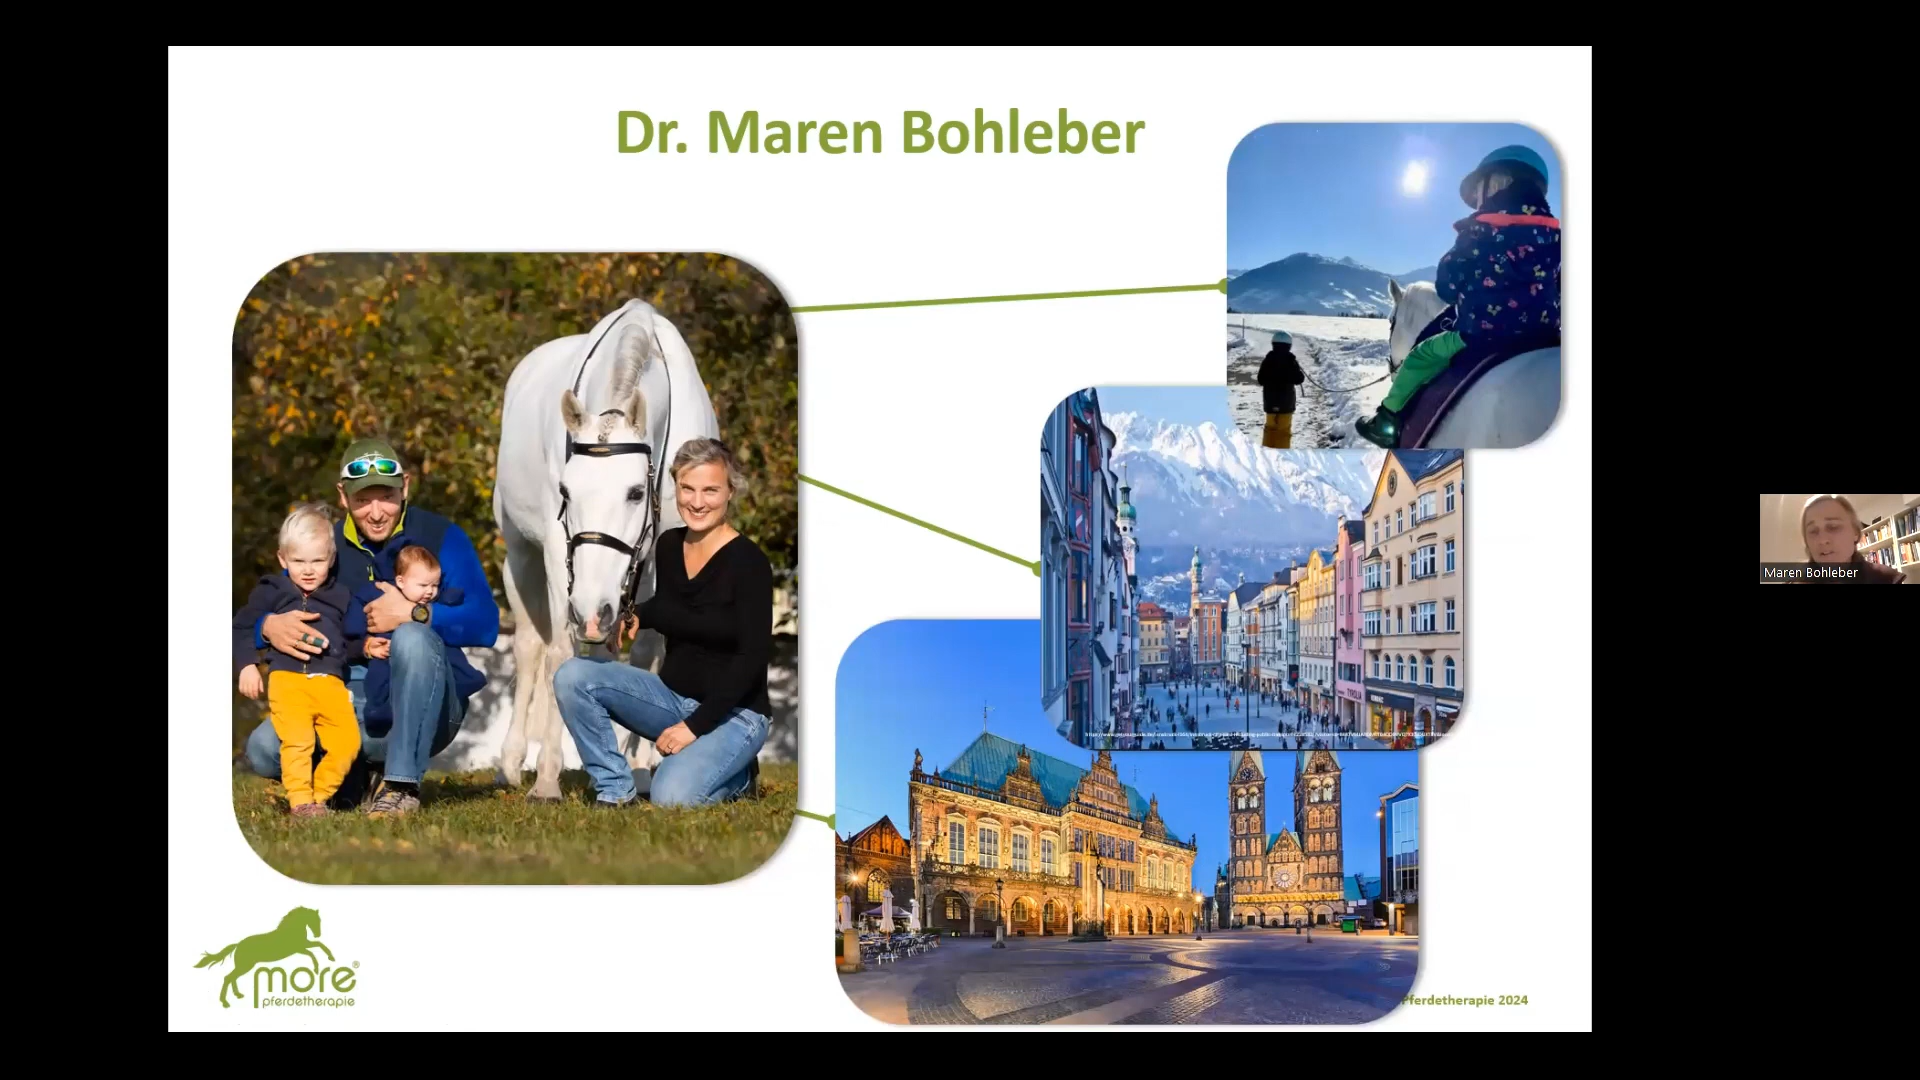 Dr. Maren Bohleber
Maren Bohleber
more®
pferdetherapie
Pferdetherapie 2024